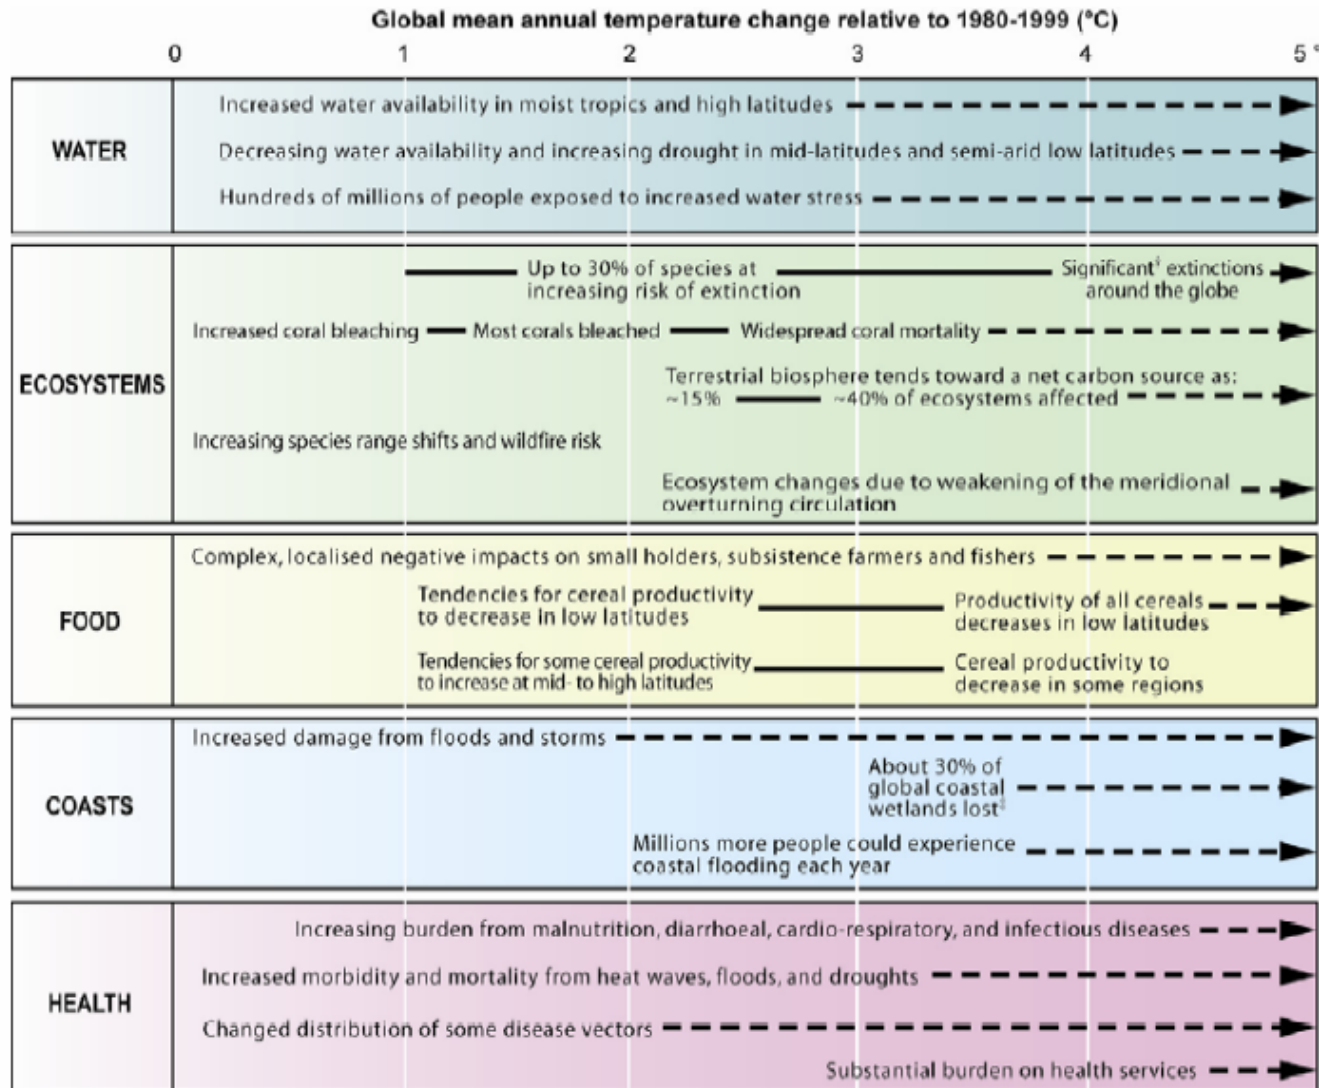 Global mean annual temperature change relative to 1980-1999 (°C)
0 1 2 3 4 5 °
WATER
Increased water availability in moist tropics and high latitudes
Decreasing water availability and increasing drought in mid-latitudes and semi-arid low latitudes
Hundreds of millions of people exposed to increased water stress
ECOSYSTEMS
Up to 30% of species at
increasing risk of extinction
Significant† extinctions
around the globe
Increased coral bleaching Most corals bleached Widespread coral mortality
Terrestrial biosphere tends toward a net carbon source as:
~15% ~40% of ecosystems affected
Increasing species range shifts and wildfire risk
Ecosystem changes due to weakening of the meridional
overturning circulation
FOOD
Complex, localised negative impacts on small holders, subsistence farmers and fishers
Tendencies for cereal productivity
to decrease in low latitudes
Productivity of all cereals
decreases in low latitudes
Tendencies for some cereal productivity
to increase at mid- to high latitudes
Cereal productivity to
decrease in some regions
COASTS
Increased damage from floods and storms
About 30% of
global coastal
wetlands lost‡
Millions more people could experience
coastal flooding each year
HEALTH
Increasing burden from malnutrition, diarrhoeal, cardio-respiratory, and infectious diseases
Increased morbidity and mortality from heat waves, floods, and droughts
Changed distribution of some disease vectors
Substantial burden on health services